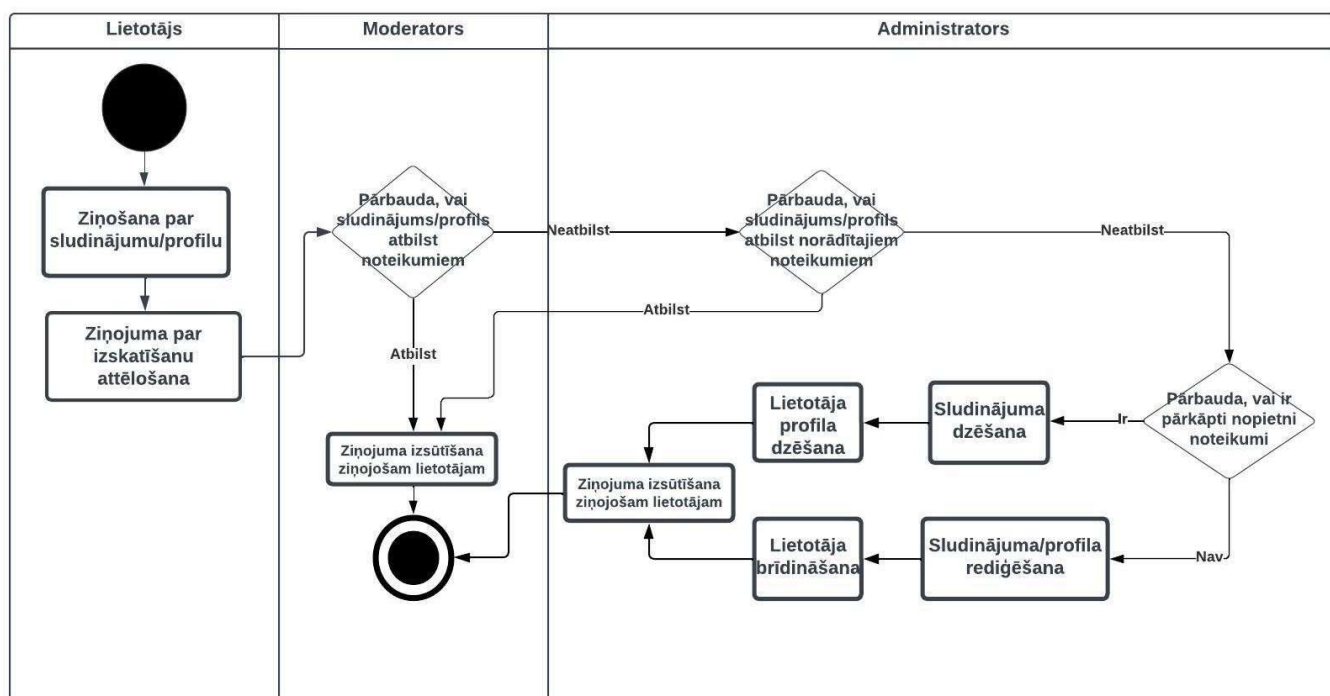 Lietotājs
Moderators
Administrators
Ziņošana par
sludinājumu/profilu
Ziņojuma par
izskatīšanu
attēlošana
Pārbauda, vai
sludinājums/profils
atbilst
noteikumiem
Neatbilst
Atbilst
Pārbauda, vai
sludinājums/profils
atbilst norādītajiem
noteikumiem
Neatbilst
Atbilst
Ziņojuma izsūtīšana
ziņojošam lietotājam
Pārbauda, vai ir
pārkāpti nopietni
noteikumi
Ir
Sludinājuma
dzēšana
Lietotāja
profila
dzēšana
Ziņojuma izsūtīšana
ziņojošam lietotājam
Nav
Sludinājuma/profila
rediģēšana
Lietotāja
brīdināšana